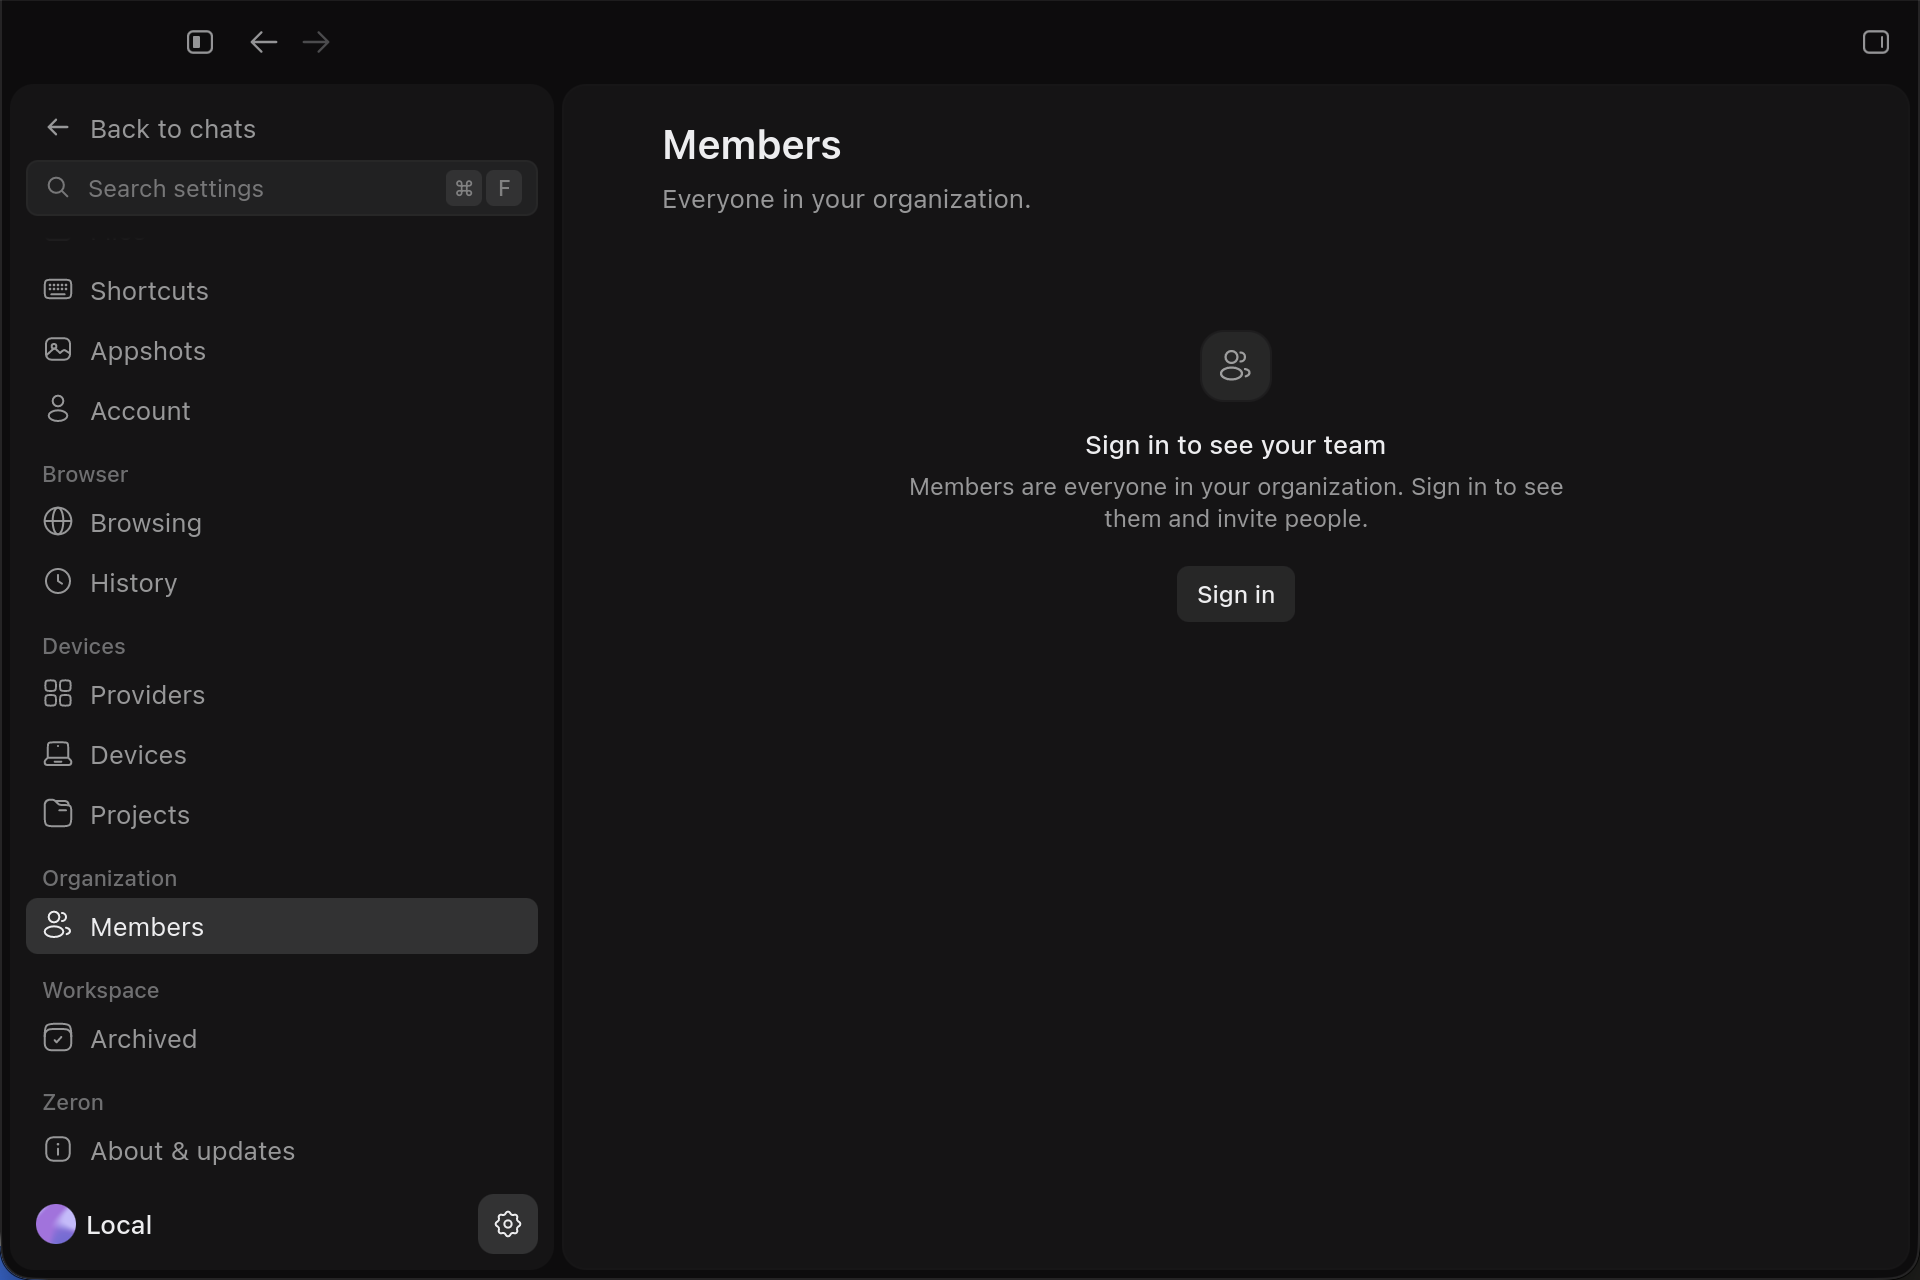 Back to chats
Search settings ⌘ F
Shortcuts
Appshots
Account
Browser
Browsing
History
Devices
Providers
Devices
Projects
Organization
Members
Workspace
Archived
Zeron
About & updates
Local
Members
Everyone in your organization.
Sign in to see your team
Members are everyone in your organization. Sign in to see
them and invite people.
Sign in